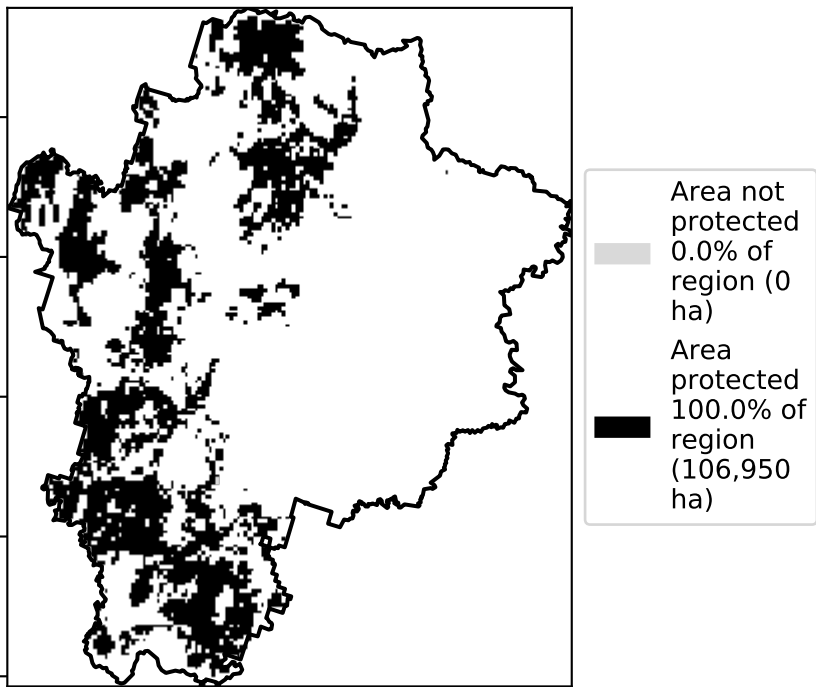 Area not
protected
0.0% of
region (0
ha)
Area
protected
100.0% of
region
(106,950
ha)